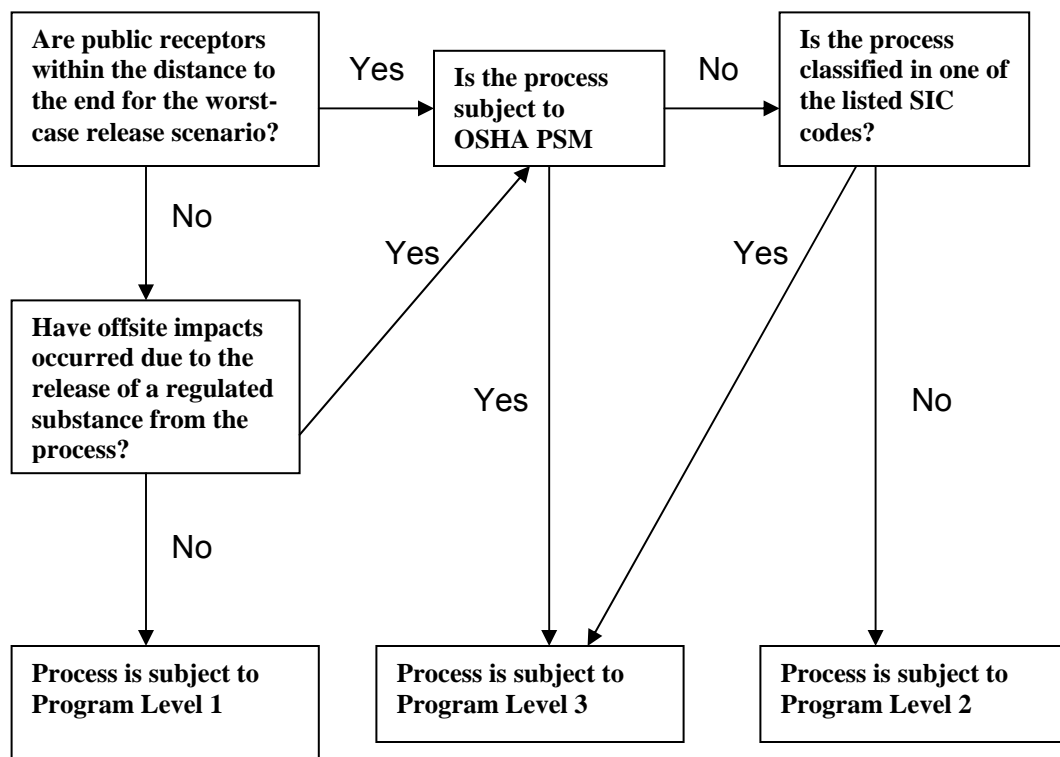 Are public receptors
within the distance to
the end for the worst-
case release scenario?
Yes
Is the process
subject to
OSHA PSM
No
Is the process
classified in one of
the listed SIC
codes?
No
Yes
Yes
Yes
No
Have offsite impacts
occurred due to the
release of a regulated
substance from the
process?
No
Process is subject to
Program Level 1
Process is subject to
Program Level 3
Process is subject to
Program Level 2